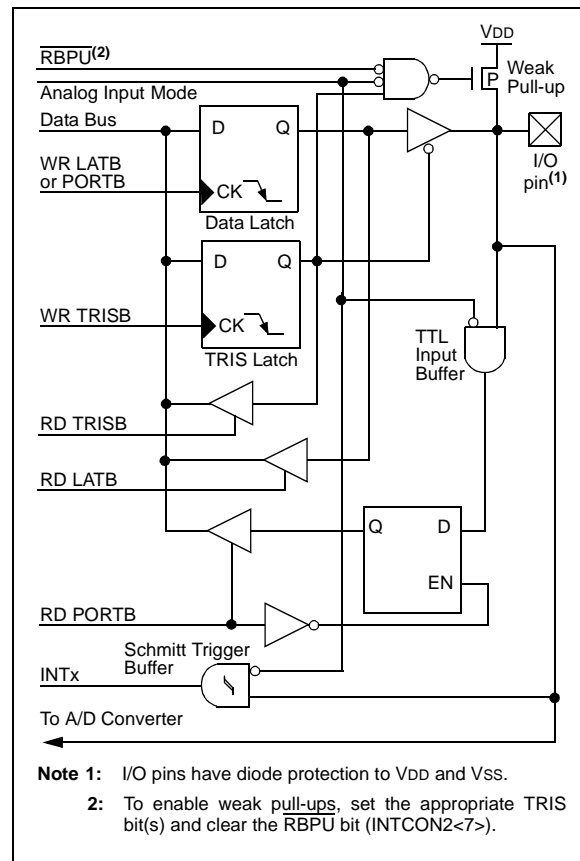 RBPU(2)
VDD
P
Weak
Pull-up
Analog Input Mode
Data Bus
D
Q
WR LATB
or PORTB
CK
Data Latch
I/O
pin(1)
D
Q
WR TRISB
CK
TRIS Latch
TTL
Input
Buffer
RD TRISB
RD LATB
Q
D
EN
RD PORTB
Schmitt Trigger
Buffer
INTx
To A/D Converter
Note 1: I/O pins have diode protection to VDD and VSS.
2: To enable weak pull-ups, set the appropriate TRIS
bit(s) and clear the RBPU bit (INTCON2<7>).